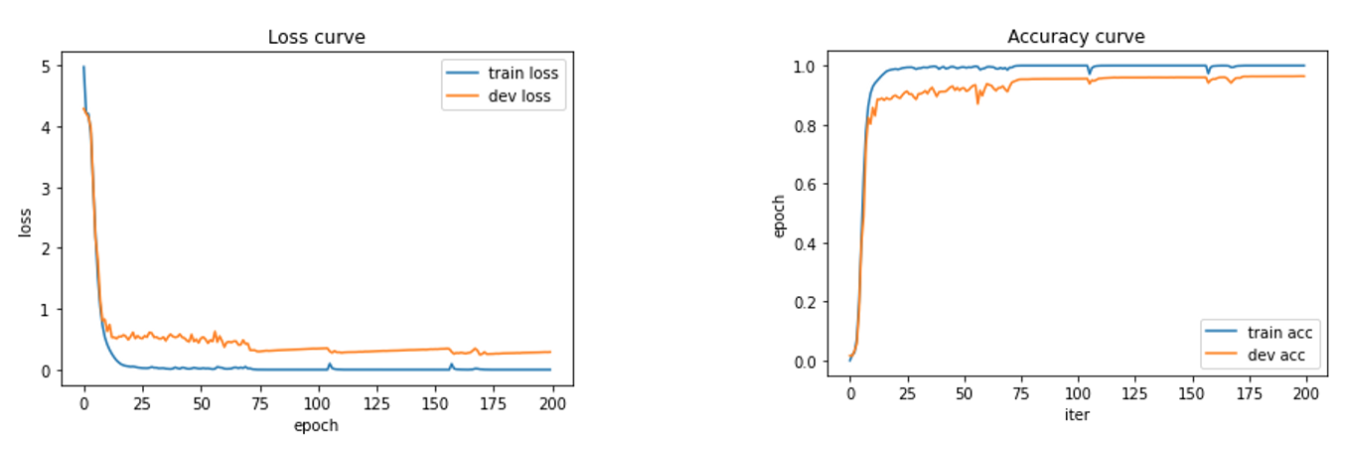 Loss curve
5
4
3
2
1
0
loss
train loss
dev loss
0 25 50 75 100 125 150 175 200
epoch
Accuracy curve
1.0
0.8
0.6
0.4
0.2
0.0
epoch
train acc
dev acc
0 25 50 75 100 125 150 175 200
iter